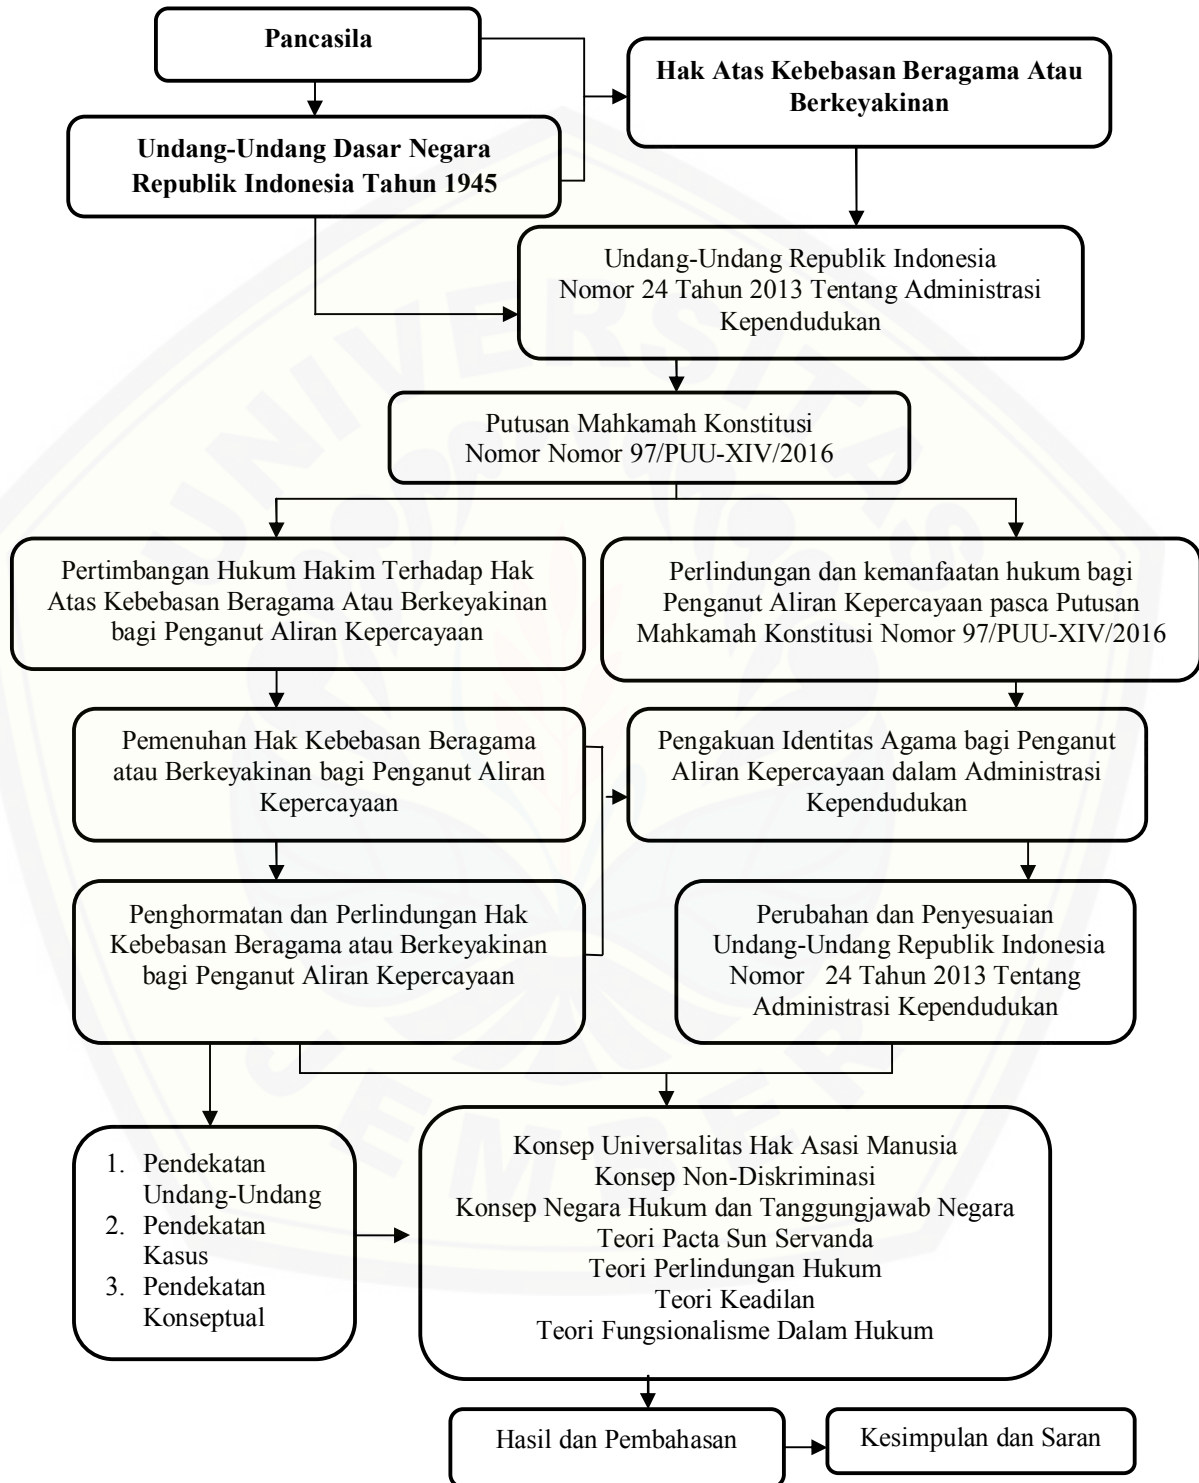 Pancasila
Hak Atas Kebebasan Beragama Atau
Berkeyakinan
Undang-Undang Dasar Negara
Republik Indonesia Tahun 1945
Undang-Undang Republik Indonesia
Nomor 24 Tahun 2013 Tentang Administrasi
Kependudukan
Putusan Mahkamah Konstitusi
Nomor Nomor 97/PUU-XIV/2016
Pertimbangan Hukum Hakim Terhadap Hak
Atas Kebebasan Beragama Atau Berkeyakinan
bagi Penganut Aliran Kepercayaan
Perlindungan dan kemanfaatan hukum bagi
Penganut Aliran Kepercayaan pasca Putusan
Mahkamah Konstitusi Nomor 97/PUU-XIV/2016
Pemenuhan Hak Kebebasan Beragama
atau Berkeyakinan bagi Penganut Aliran
Kepercayaan
Pengakuan Identitas Agama bagi Penganut
Aliran Kepercayaan dalam Administrasi
Kependudukan
Penghormatan dan Perlindungan Hak
Kebebasan Beragama atau Berkeyakinan
bagi Penganut Aliran Kepercayaan
Perubahan dan Penyesuaian
Undang-Undang Republik Indonesia
Nomor 24 Tahun 2013 Tentang
Administrasi Kependudukan
1. Pendekatan
Undang-Undang
2. Pendekatan
Kasus
3. Pendekatan
Konseptual
Konsep Universalitas Hak Asasi Manusia
Konsep Non-Diskriminasi
Konsep Negara Hukum dan Tanggungjawab Negara
Teori Pacta Sun Servanda
Teori Perlindungan Hukum
Teori Keadilan
Teori Fungsionalisme Dalam Hukum
Hasil dan Pembahasan
Kesimpulan dan Saran
UNIVERSITAS
JEMBER